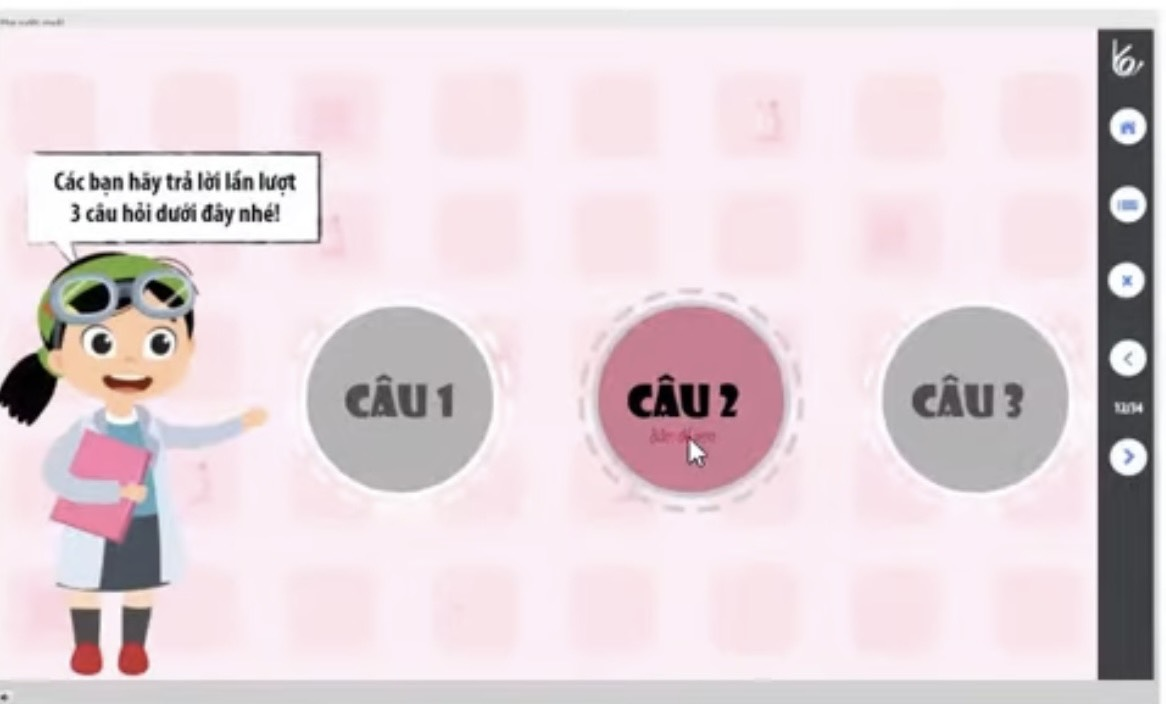 Các bạn hãy trả lời lần lượt
3 câu hỏi dưới đây nhé!
CÂU 1
CÂU 2
CÂU 3
12/34